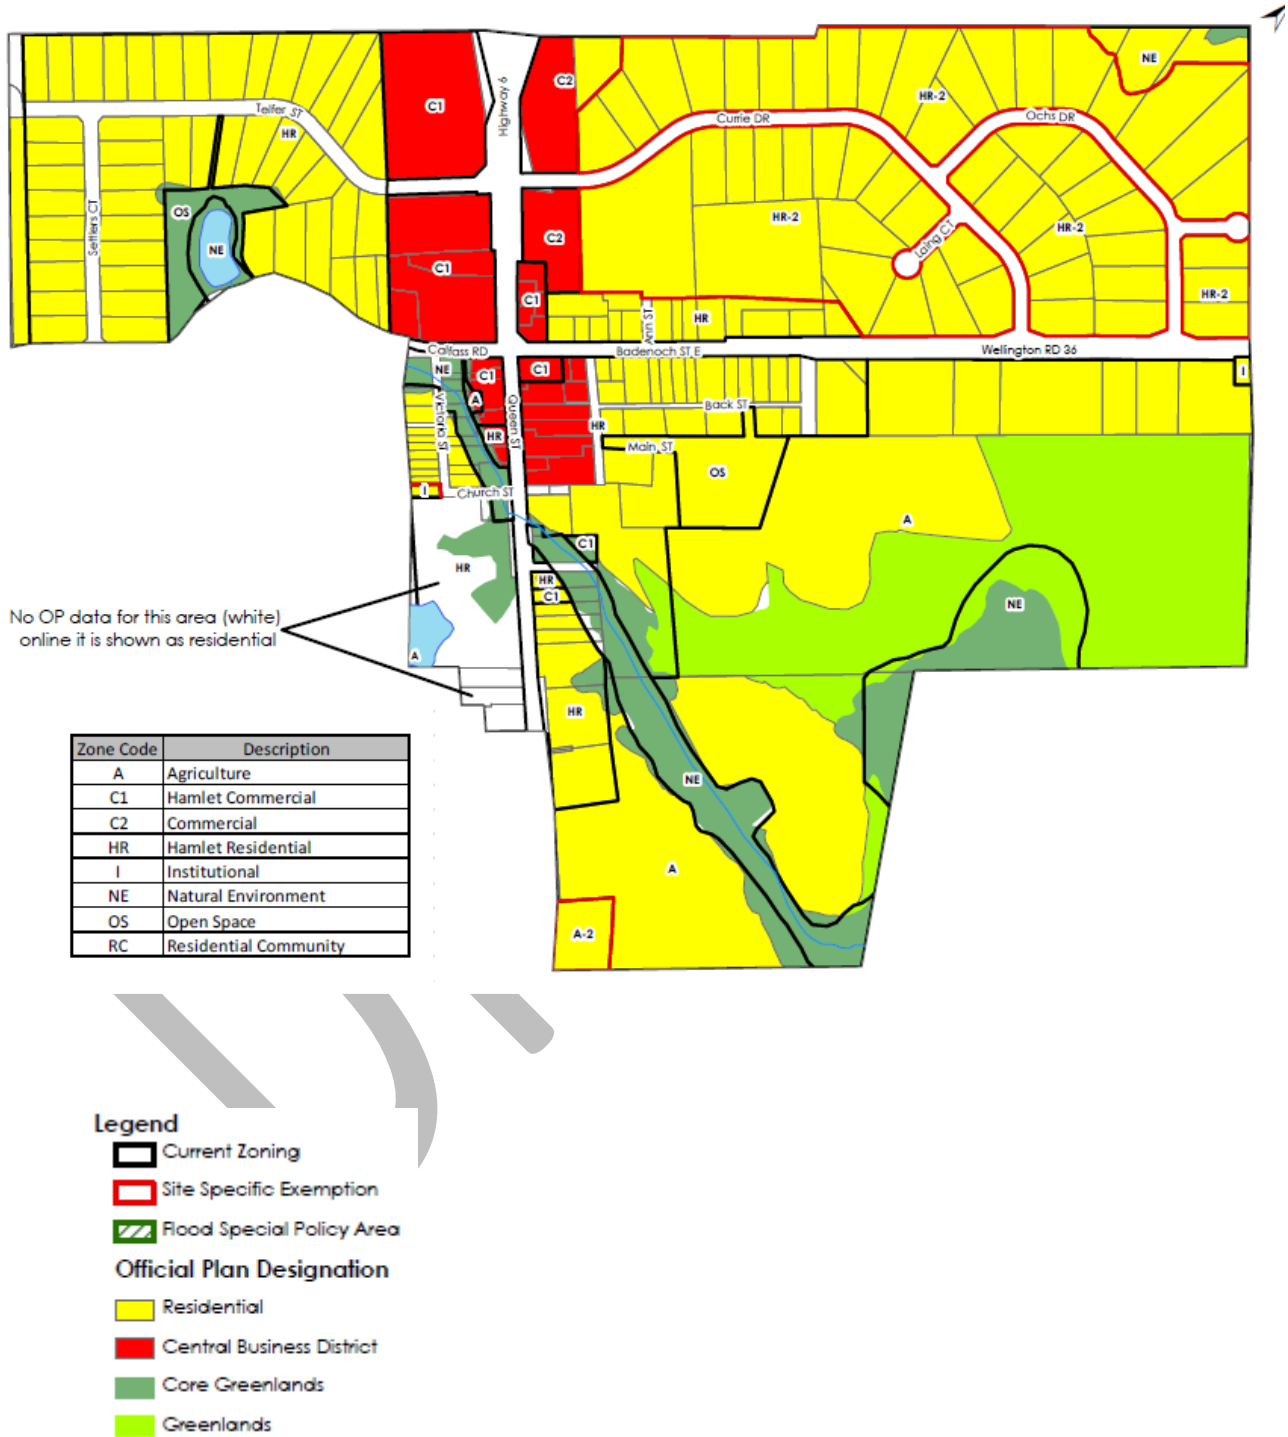 C1
Highway 6
C2
NE
HR-2
Telfer ST
HR
Currie DR
Ochs DR
Settlers CT
OS
NE
C1
C2
HR-2
Laing CT
HR-2
HR-2
C1
Ann ST
HR
Calfass RD
Badenoch ST E
Wellington RD 36
NE
C1
C1
I
A
Victoria ST
Queen ST
HR
HR
Back ST
Main ST
OS
I
Church ST
A
C1
HR
HR
C1
NE
No OP data for this area (white)
online it is shown as residential
A
HR
NE
A
A-2
Zone Code Description
A Agriculture
C1 Hamlet Commercial
C2 Commercial
HR Hamlet Residential
I Institutional
NE Natural Environment
OS Open Space
RC Residential Community
Legend
Current Zoning
Site Specific Exemption
Flood Special Policy Area
Official Plan Designation
Residential
Central Business District
Core Greenlands
Greenlands